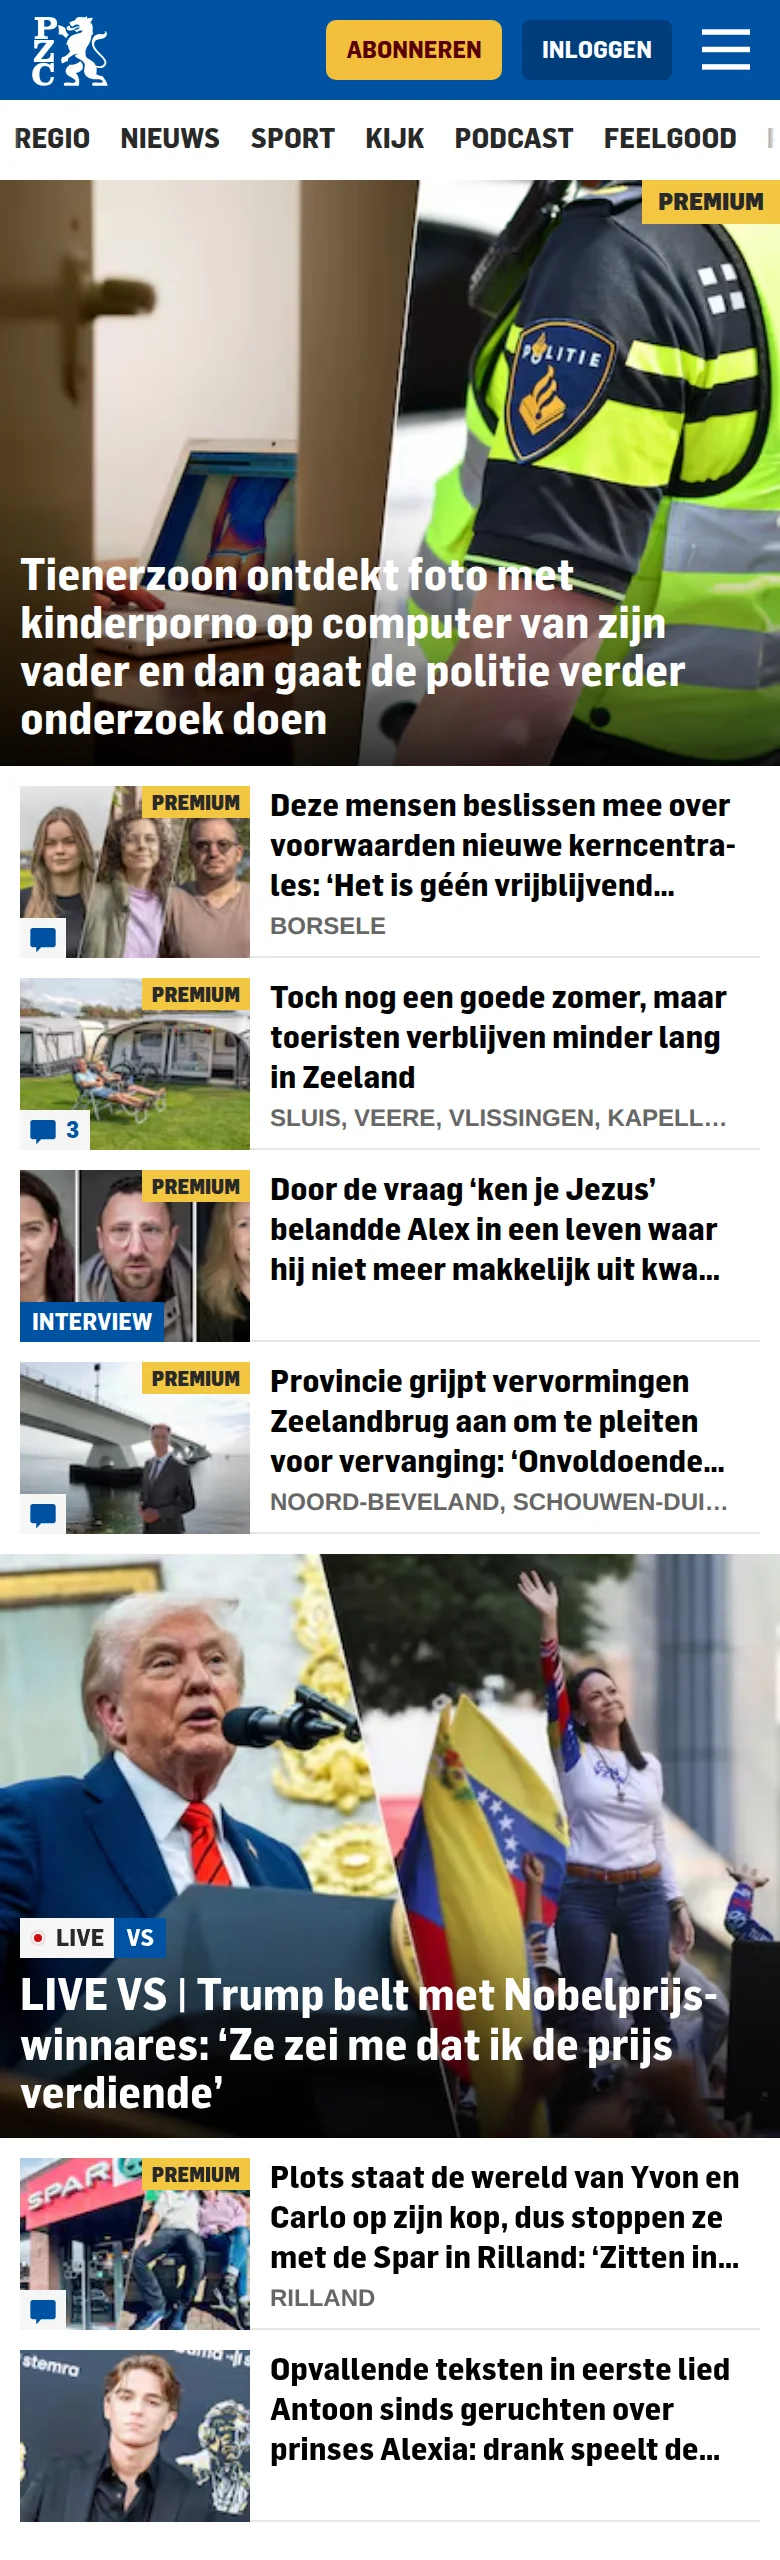 PZC
ABONNEREN
INLOGGEN
REGIO NIEUWS SPORT KIJK PODCAST FEELGOOD
PREMIUM
POLITIE
Tienerzoon ontdekt foto met
kinderporno op computer van zijn
vader en dan gaat de politie verder
onderzoek doen
PREMIUM
Deze mensen beslissen mee over
voorwaarden nieuwe kerncentra-
les: ‘Het is géén vrijblijvend...
BORSELE
PREMIUM
3
Toch nog een goede zomer, maar
toeristen verblijven minder lang
in Zeeland
SLUIS, VEERE, VLISSINGEN, KAPELL...
PREMIUM
INTERVIEW
Door de vraag ‘ken je Jezus’
belandde Alex in een leven waar
hij niet meer makkelijk uit kwa...
PREMIUM
Provincie grijpt vervormingen
Zeelandbrug aan om te pleiten
voor vervanging: ‘Onvoldoende...
NOORD-BEVELAND, SCHOUWEN-DUI...
LIVE VS
LIVE VS | Trump belt met Nobelprijs-
winnares: ‘Ze zei me dat ik de prijs
verdiende’
SPAR
PREMIUM
Plots staat de wereld van Yvon en
Carlo op zijn kop, dus stoppen ze
met de Spar in Rilland: ‘Zitten in...
RILLAND
stemra
Opvallende teksten in eerste lied
Antoon sinds geruchten over
prinses Alexia: drank speelt de...